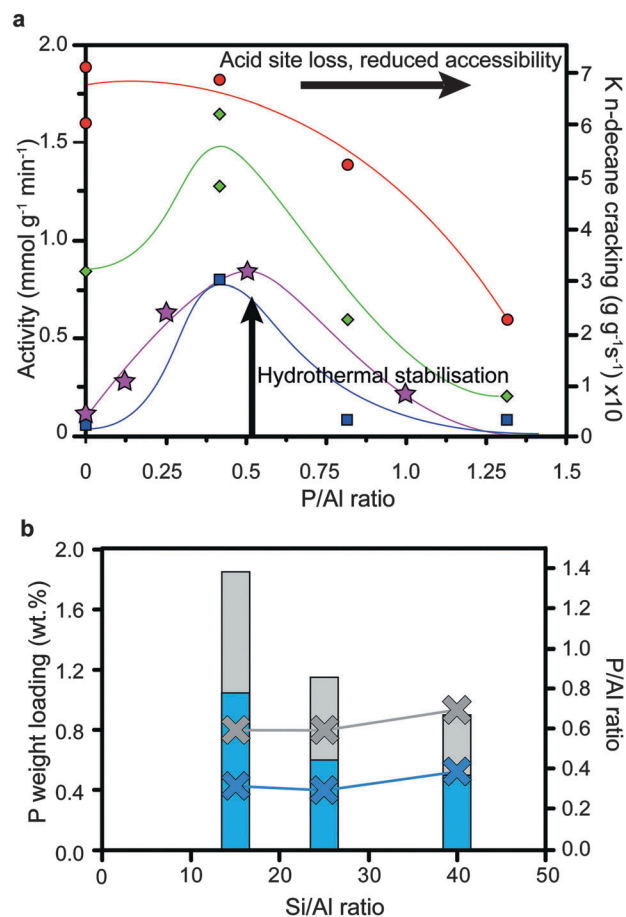 a
2.0
1.5
1.0
0.5
0
Activity (mmol g⁻¹ min⁻¹)
Acid site loss, reduced accessibility
Hydrothermal stabilisation
7
6
5
4
3
2
1
0
K n-decane cracking (g g⁻¹s⁻¹) x10
0 0.25 0.5 0.75 1.0 1.25 1.5
P/Al ratio
b
2.0
1.6
1.2
0.8
0.4
0.0
P weight loading (wt.%)
1.4
1.2
1.0
0.8
0.6
0.4
0.2
0.0
P/Al ratio
0 10 20 30 40 50
Si/Al ratio